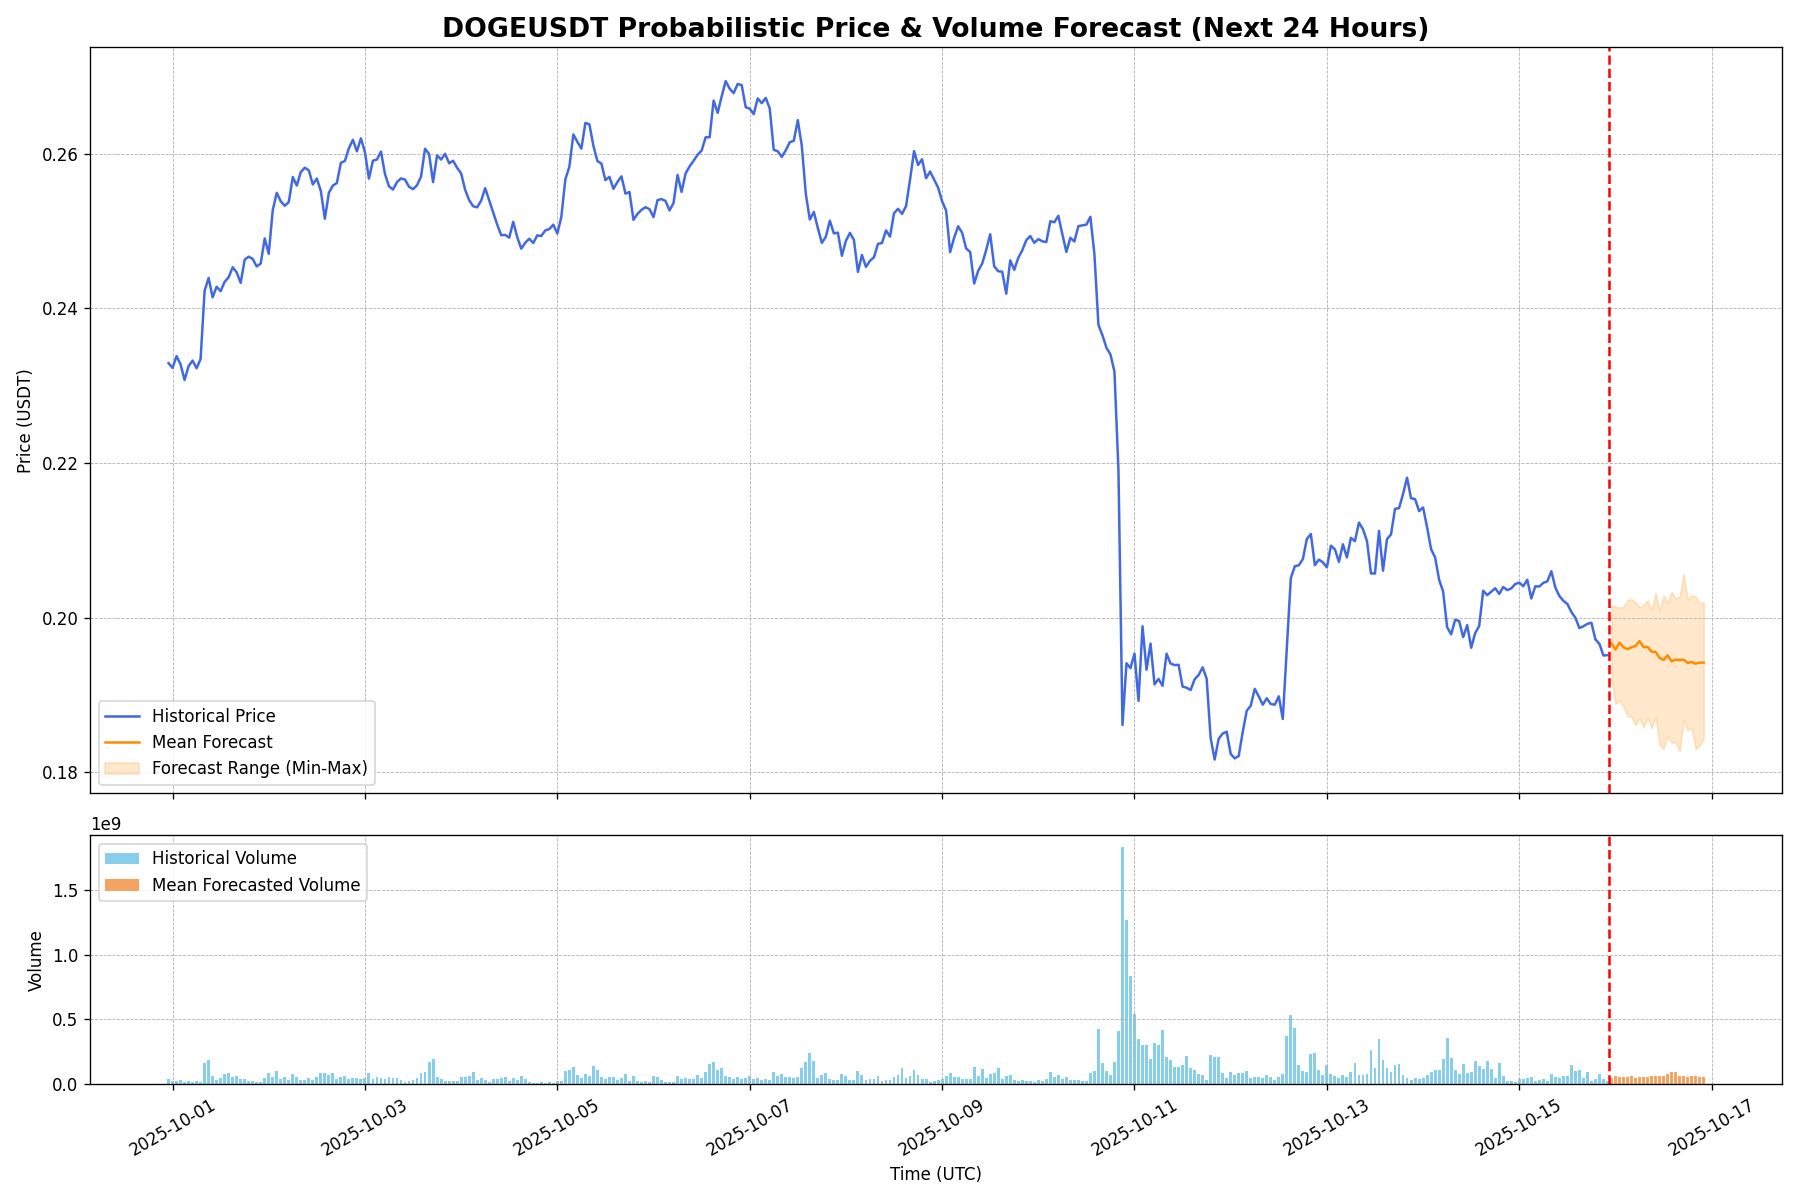 DOGEUSDT Probabilistic Price & Volume Forecast (Next 24 Hours)
Price (USDT)
0.26
0.24
0.22
0.20
0.18
Historical Price
Mean Forecast
Forecast Range (Min-Max)
1e9
Volume
1.5
1.0
0.5
0.0
Historical Volume
Mean Forecasted Volume
2025-10-01
2025-10-03
2025-10-05
2025-10-07
2025-10-09
2025-10-11
2025-10-13
2025-10-15
2025-10-17
Time (UTC)